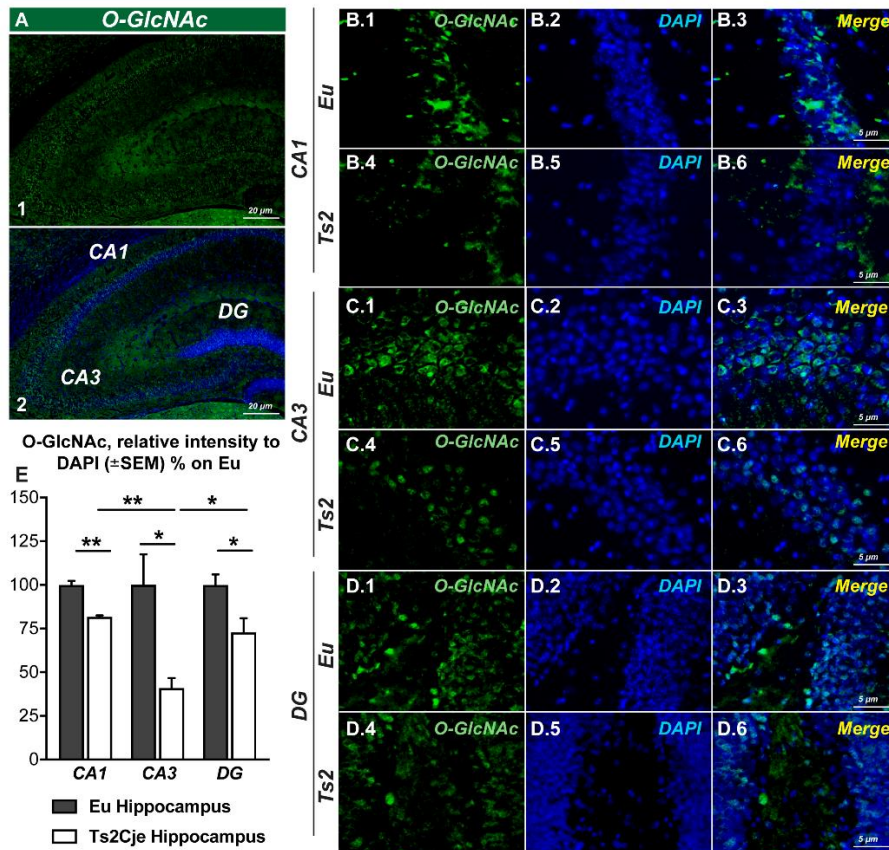 A
O-GlcNAc
1
20 µm
CA1
DG
CA3
2
20 µm
O-GlcNAc, relative intensity to
DAPI (±SEM) % on Eu
E
150
125
100
75
50
25
0
**
*
**
*
*
CA1
CA3
DG
Eu Hippocampus
Ts2Cje Hippocampus
CA1
Eu
B.1
O-GlcNAc
B.2
DAPI
B.3
Merge
5 µm
Ts2
B.4
O-GlcNAc
B.5
DAPI
B.6
Merge
5 µm
CA3
Eu
C.1
O-GlcNAc
C.2
DAPI
C.3
Merge
5 µm
Ts2
C.4
O-GlcNAc
C.5
DAPI
C.6
Merge
5 µm
DG
Eu
D.1
O-GlcNAc
D.2
DAPI
D.3
Merge
5 µm
Ts2
D.4
O-GlcNAc
D.5
DAPI
D.6
Merge
5 µm